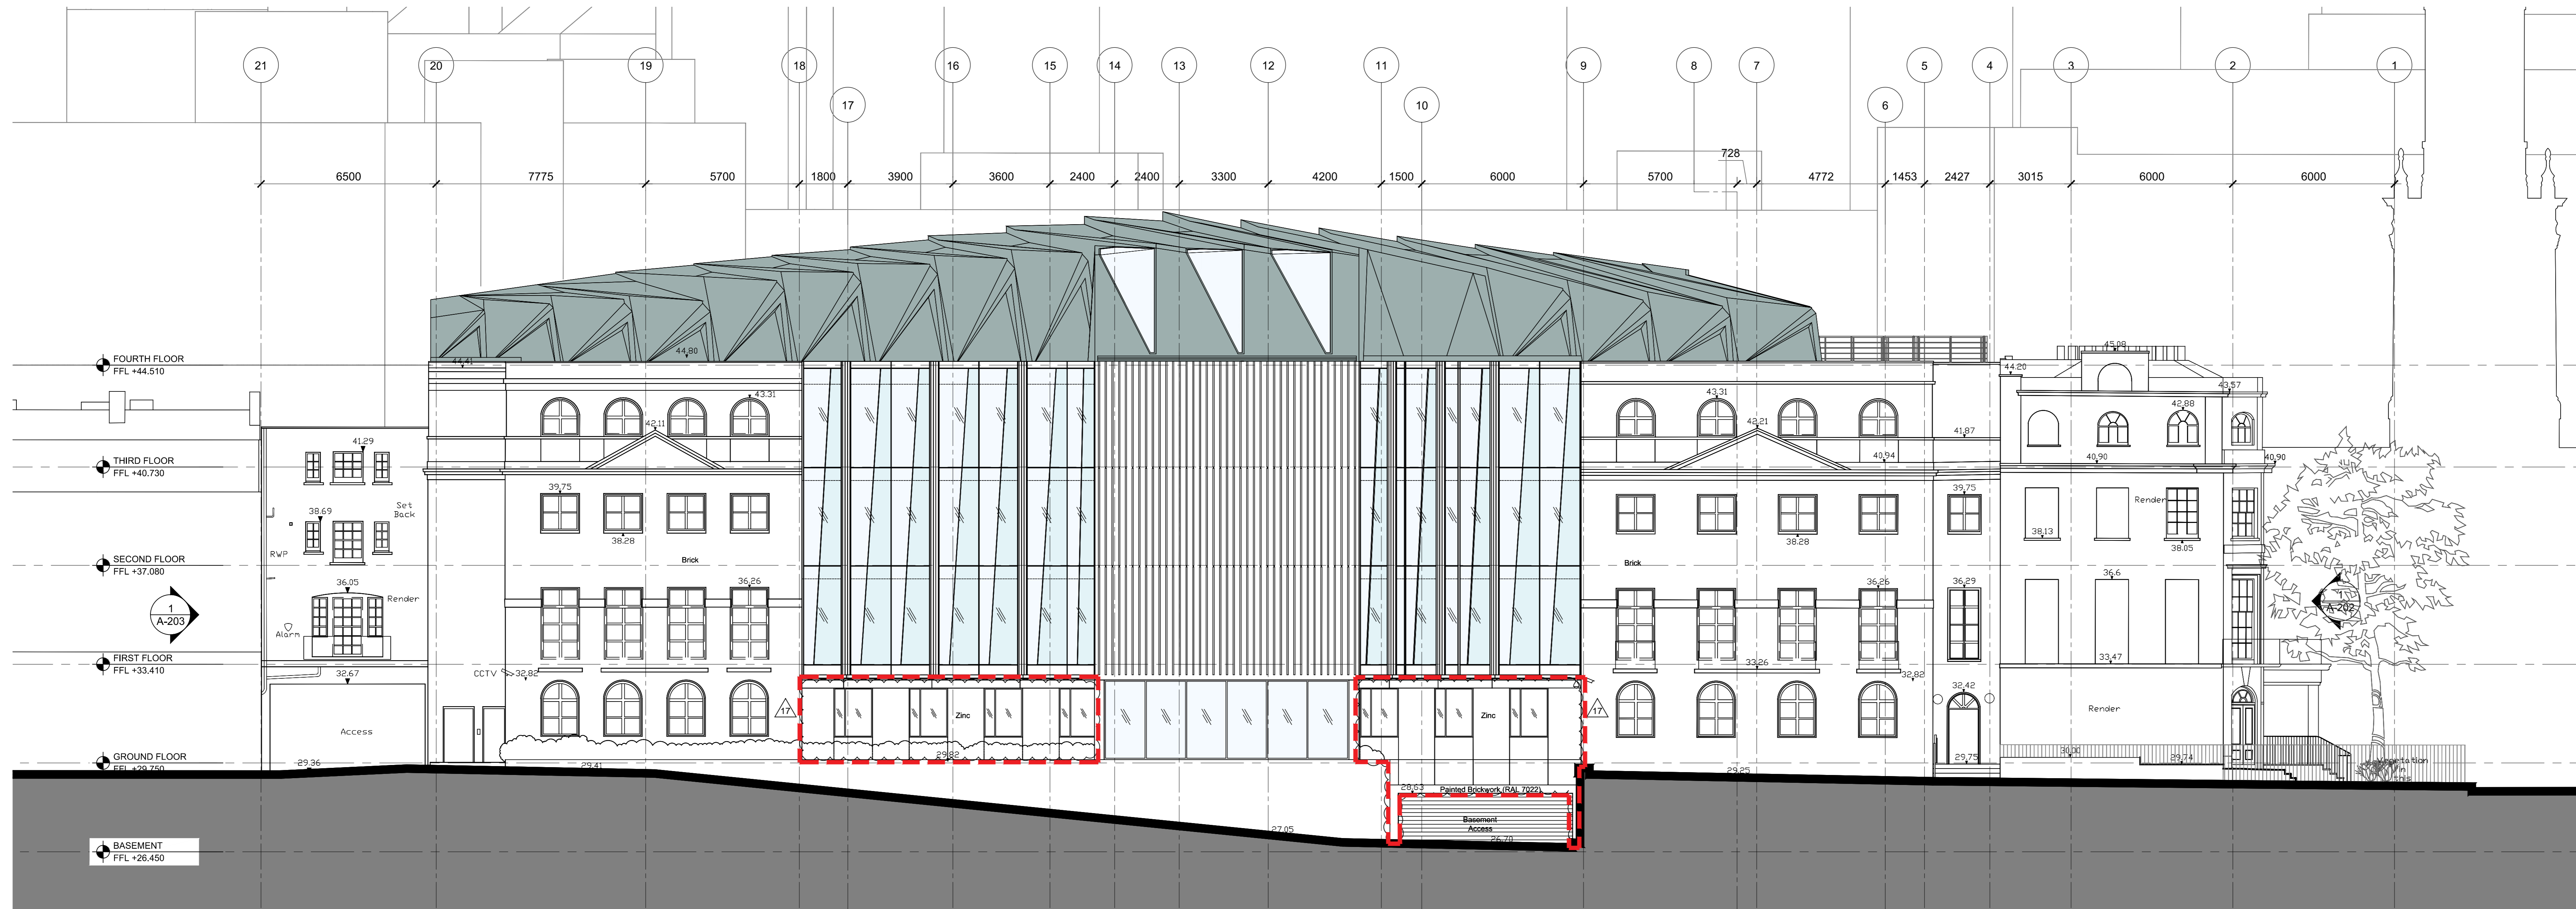 21
20
19
18
16
15
14
13
12
11
9
8
7
5
4
3
2
1
17
10
6
728
6500
7775
5700
1800
3900
3600
2400
2400
3300
4200
1500
6000
5700
4772
1453
2427
3015
6000
6000
FOURTH FLOOR
FFL +44.510
THIRD FLOOR
FFL +40.730
SECOND FLOOR
FFL +37.080
1
A-203
FIRST FLOOR
FFL +33.410
GROUND FLOOR
FFL +29.750
BASEMENT
FFL +26.450
41.29
38.69
Set
Back
RWP
36.05
Render
Alarm
32.67
Access
29.36
44.41
44.80
43.31
42.11
39.75
38.28
Brick
36.26
CCTV
32.82
29.41
17
Zinc
29.82
27.05
Zinc
17
28.63
Painted Brickwork (RAL 7022)
Basement
Access
26.70
43.31
42.21
41.87
40.94
39.75
38.28
Brick
36.26
36.29
33.26
32.82
32.42
29.75
29.25
45.08
44.20
43.57
42.88
40.90
40.90
Render
38.13
38.05
36.6
33.47
Render
30.00
29.74
A-202